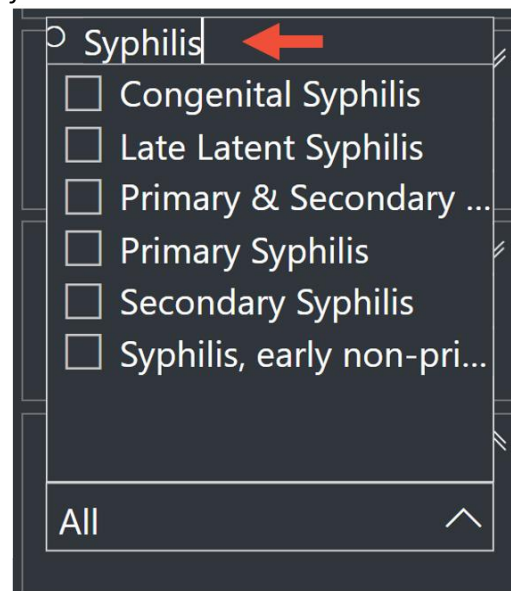 Syphilis
Congenital Syphilis
Late Latent Syphilis
Primary & Secondary ...
Primary Syphilis
Secondary Syphilis
Syphilis, early non-pri...
All